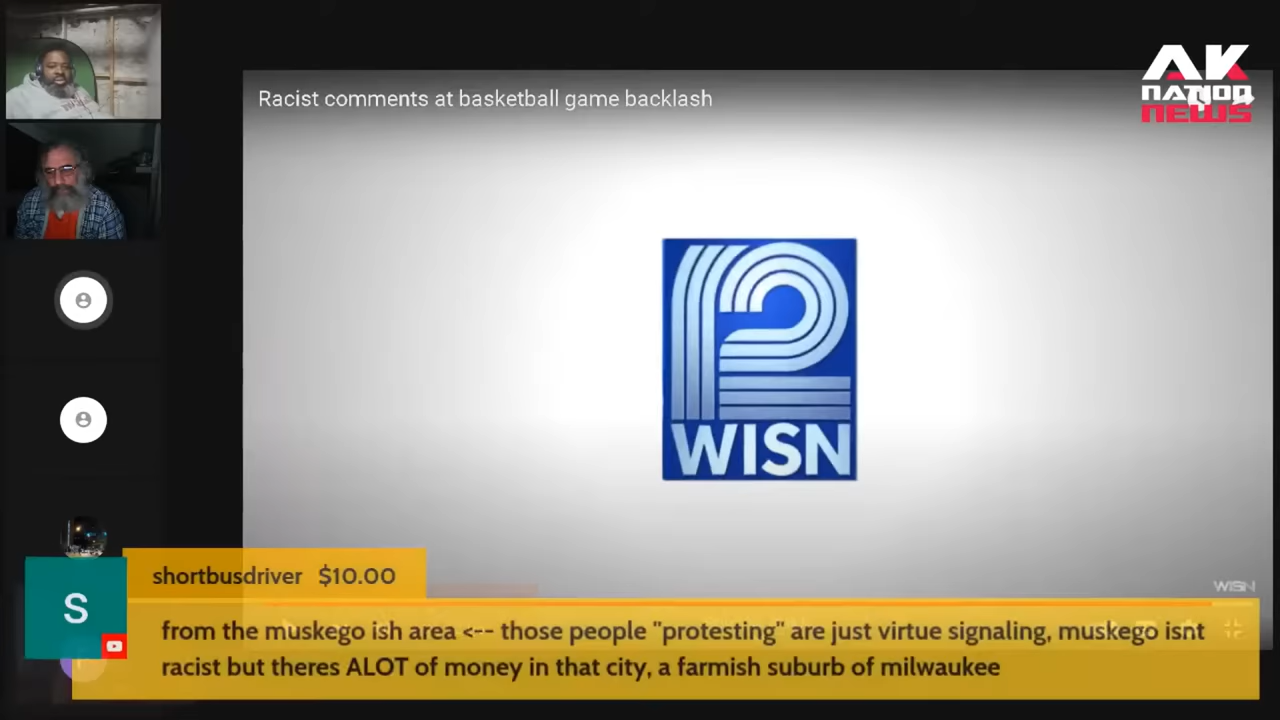 Racist comments at basketball game backlash
AK
NATION
NEWS
12
WISN
WISN
S
shortbusdriver $10.00
from the muskego ish area <-- those people "protesting" are just virtue signaling, muskego isnt
racist but theres ALOT of money in that city, a farmish suburb of milwaukee